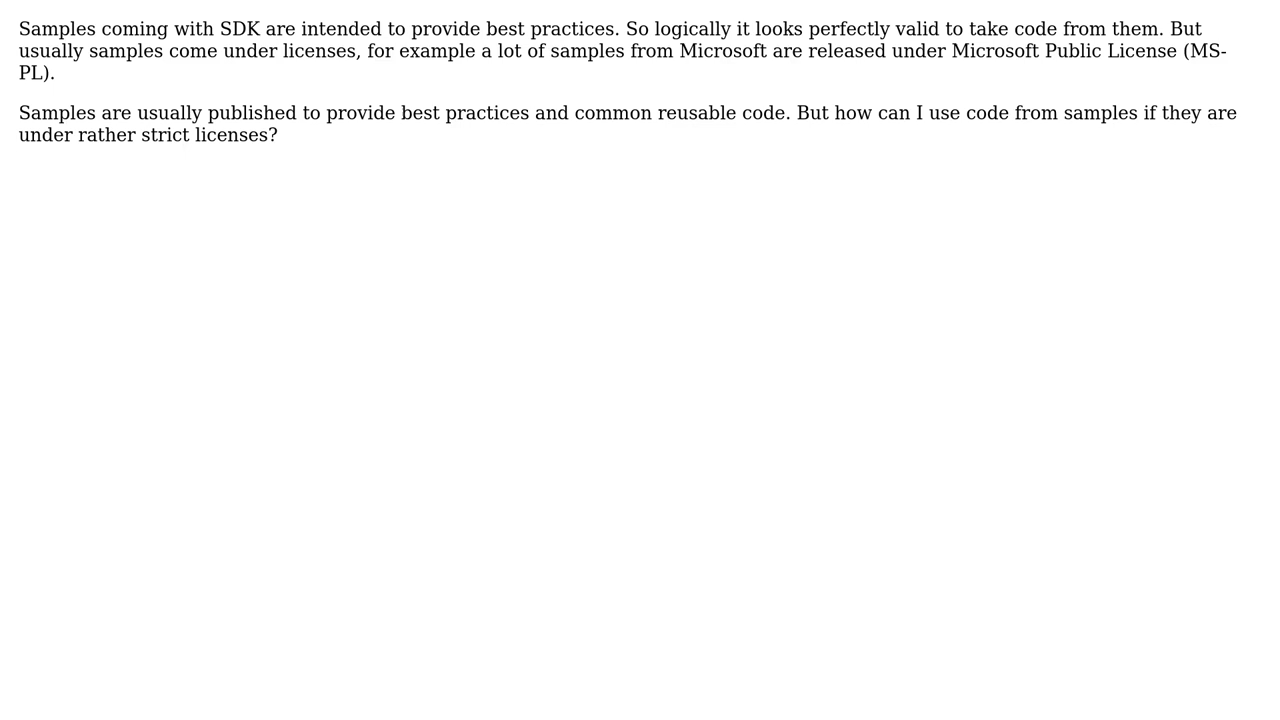 Samples coming with SDK are intended to provide best practices. So logically it looks perfectly valid to take code from them. But
usually samples come under licenses, for example a lot of samples from Microsoft are released under Microsoft Public License (MS-
PL).
Samples are usually published to provide best practices and common reusable code. But how can I use code from samples if they are
under rather strict licenses?